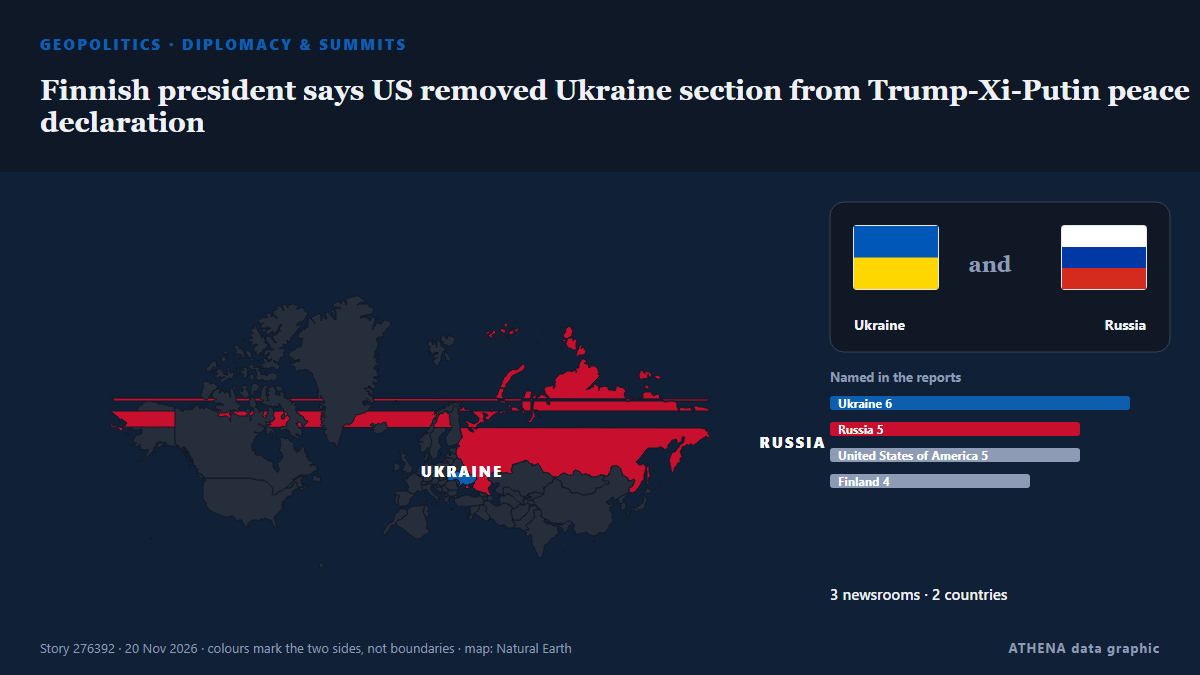 GEOPOLITICS · DIPLOMACY & SUMMITS
Finnish president says US removed Ukraine section from Trump-Xi-Putin peace
declaration
and
Ukraine
Russia
Named in the reports
Ukraine 6
Russia 5
United States of America 5
Finland 4
RUSSIA
UKRAINE
3 newsrooms · 2 countries
Story 276392 · 20 Nov 2026 · colours mark the two sides, not boundaries · map: Natural Earth
ATHENA data graphic